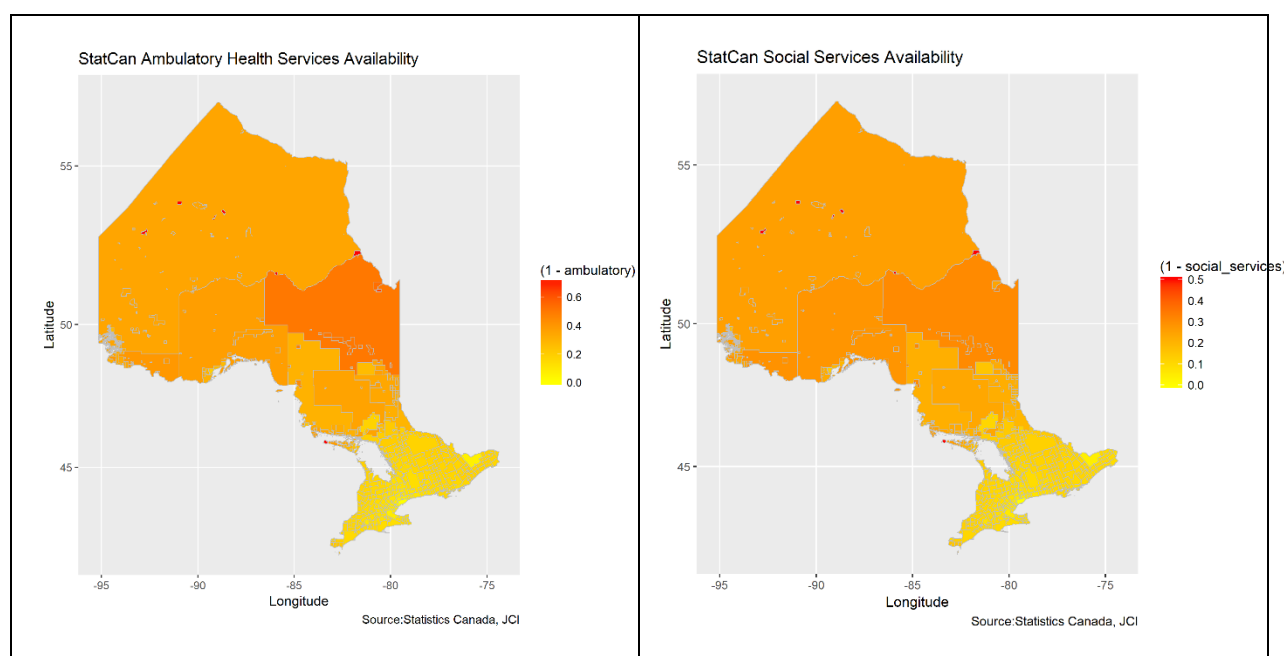 StatCan Ambulatory Health Services Availability
55
50
45
Latitude
-95
-90
-85
-80
-75
Longitude
(1 - ambulatory)
0.6
0.4
0.2
0.0
Source:Statistics Canada, JCI
StatCan Social Services Availability
55
50
45
Latitude
-95
-90
-85
-80
-75
Longitude
(1 - social_services)
0.5
0.4
0.3
0.2
0.1
0.0
Source:Statistics Canada, JCI